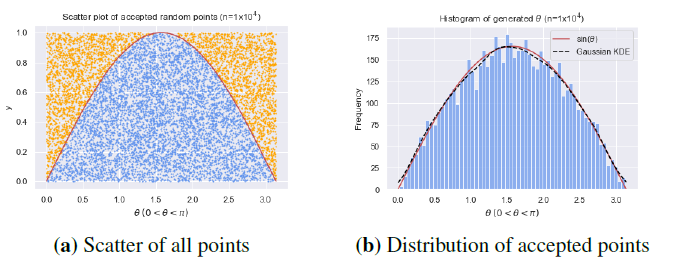 Scatter plot of accepted random points (n=1x10⁴)
1.0
0.8
0.6
0.4
0.2
0.0
y
0.0 0.5 1.0 1.5 2.0 2.5 3.0
θ (0 < θ < π)
(a) Scatter of all points
Histogram of generated θ (n=1x10⁴)
sin(θ)
Gaussian KDE
175
150
125
100
75
50
25
0
Frequency
0.0 0.5 1.0 1.5 2.0 2.5 3.0
θ (0 < θ < π)
(b) Distribution of accepted points